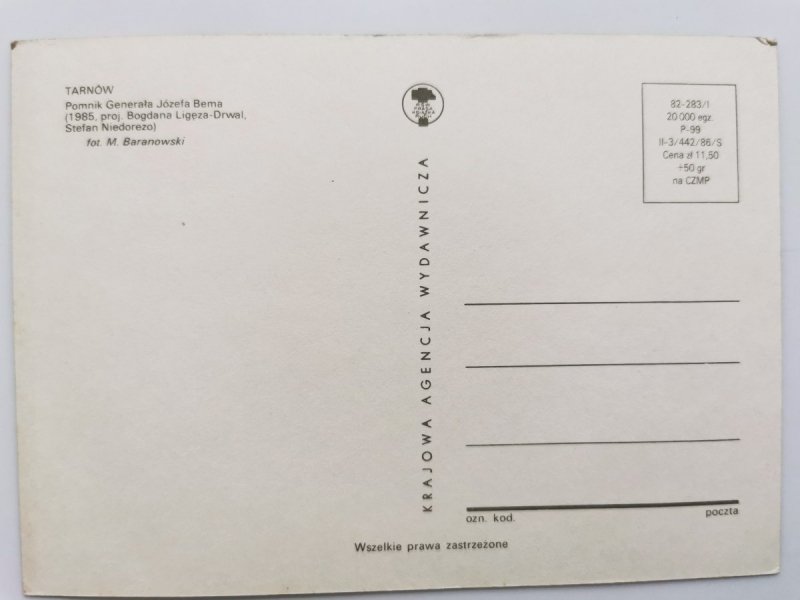 TARNÓW
Pomnik Generała Józefa Bema
(1985, proj. Bogdana Ligęza-Drwal,
Stefan Niedorezo)
fot. M. Baranowski
KRAJOWA AGENCJA WYDAWNICZA
82-283/I
20 000 egz.
P-99
II-3/442/86/S
Cena zł 11,50
+50 gr
na CZMP
ozn. kod.
poczta
Wszelkie prawa zastrzeżone